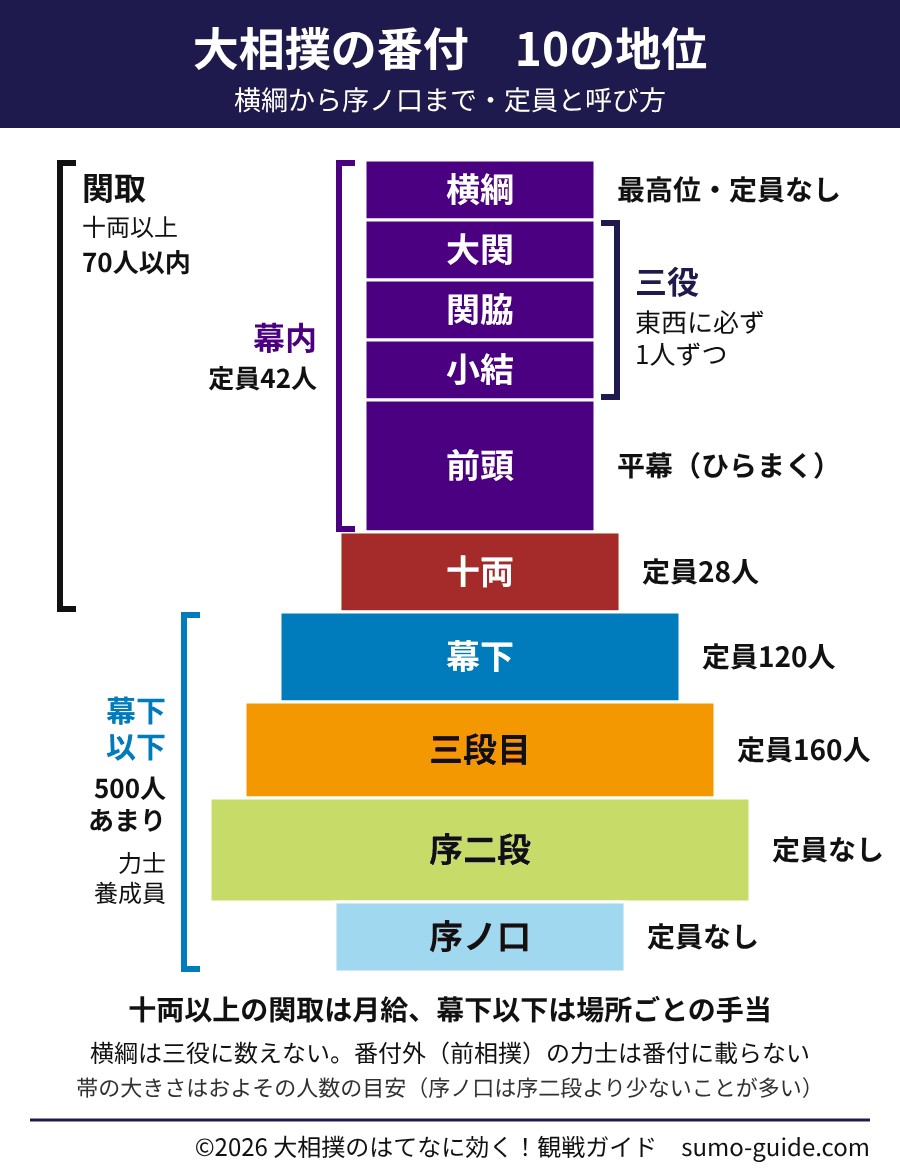 大相撲の番付　10の地位
横綱から序ノ口まで・定員と呼び方
関取
十両以上
70人以内
幕内
定員42人
横綱
最高位・定員なし
大関
関脇
小結
三役
東西に必ず
1人ずつ
前頭
平幕（ひらまく）
十両
定員28人
幕下
以下
500人
あまり
力士
養成員
幕下
定員120人
三段目
定員160人
序二段
定員なし
序ノ口
定員なし
十両以上の関取は月給、幕下以下は場所ごとの手当
横綱は三役に数えない。番付外（前相撲）の力士は番付に載らない
帯の大きさはおよその人数の目安（序ノ口は序二段より少ないことが多い）
©2026 大相撲のはてなに効く！観戦ガイド　sumo-guide.com